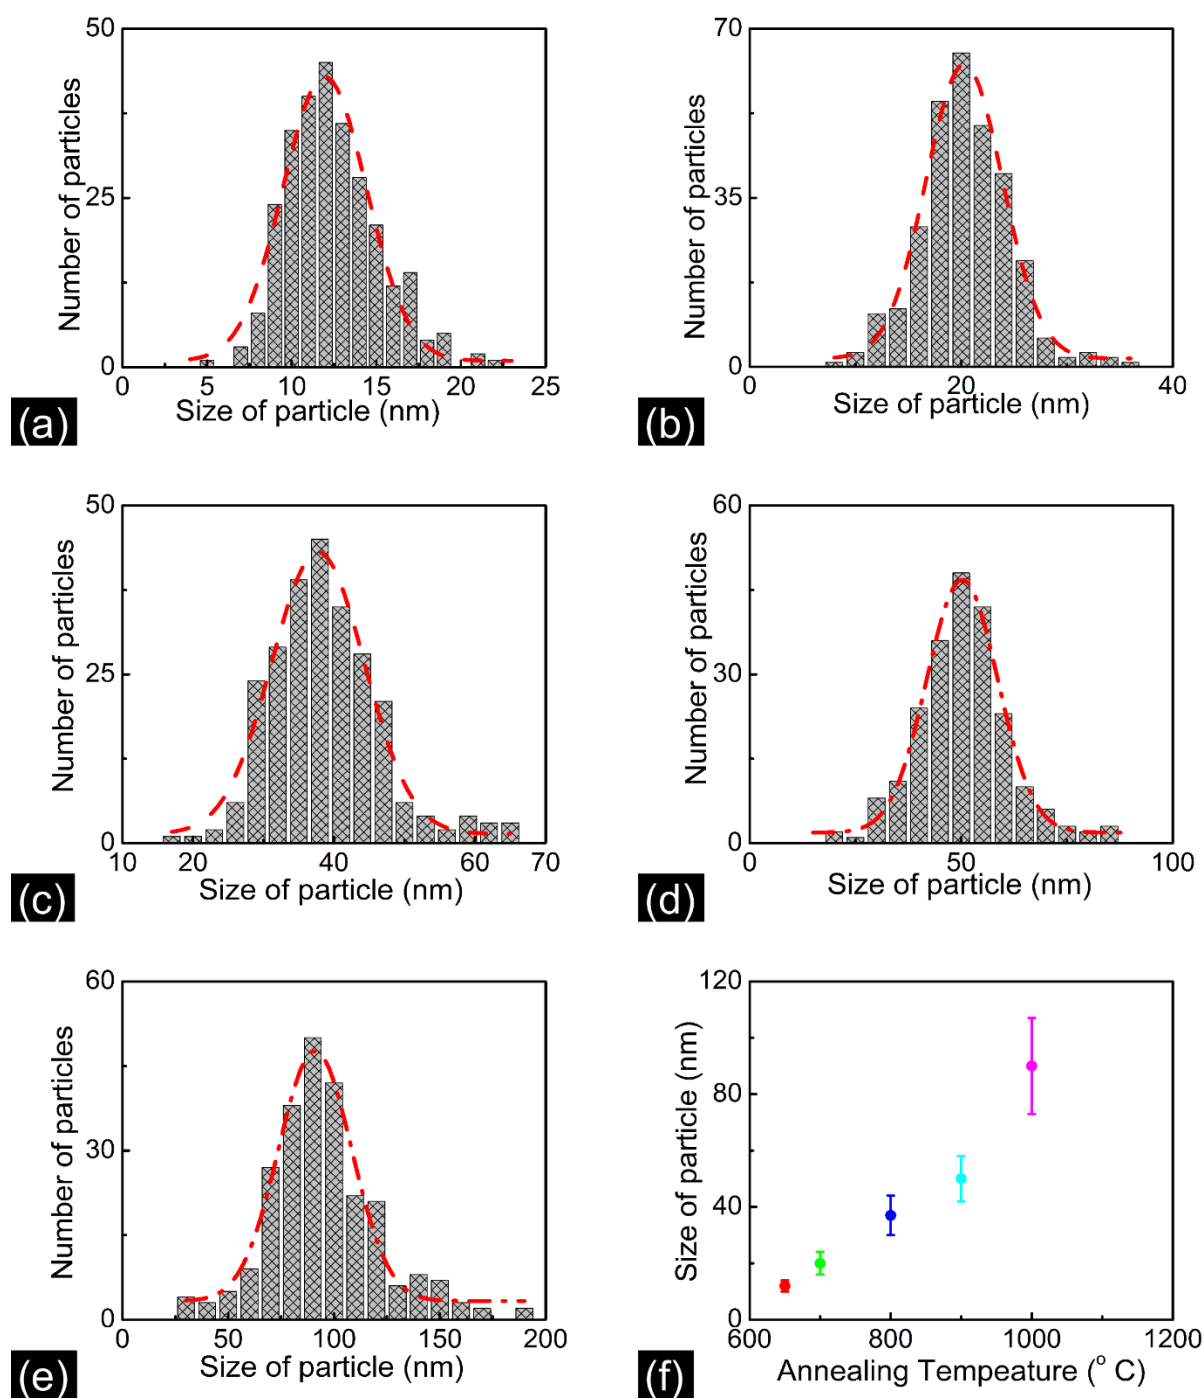 50
25
0
Number of particles
0 5 10 15 20 25
Size of particle (nm)
(a)
70
35
0
Number of particles
0 20 40
Size of particle (nm)
(b)
50
25
0
Number of particles
10 20 40 60 70
Size of particle (nm)
(c)
60
30
0
Number of particles
0 50 100
Size of particle (nm)
(d)
60
30
0
Number of particles
0 50 100 150 200
Size of particle (nm)
(e)
120
80
40
0
Size of particle (nm)
600 800 1000 1200
Annealing Tempeature (° C)
(f)